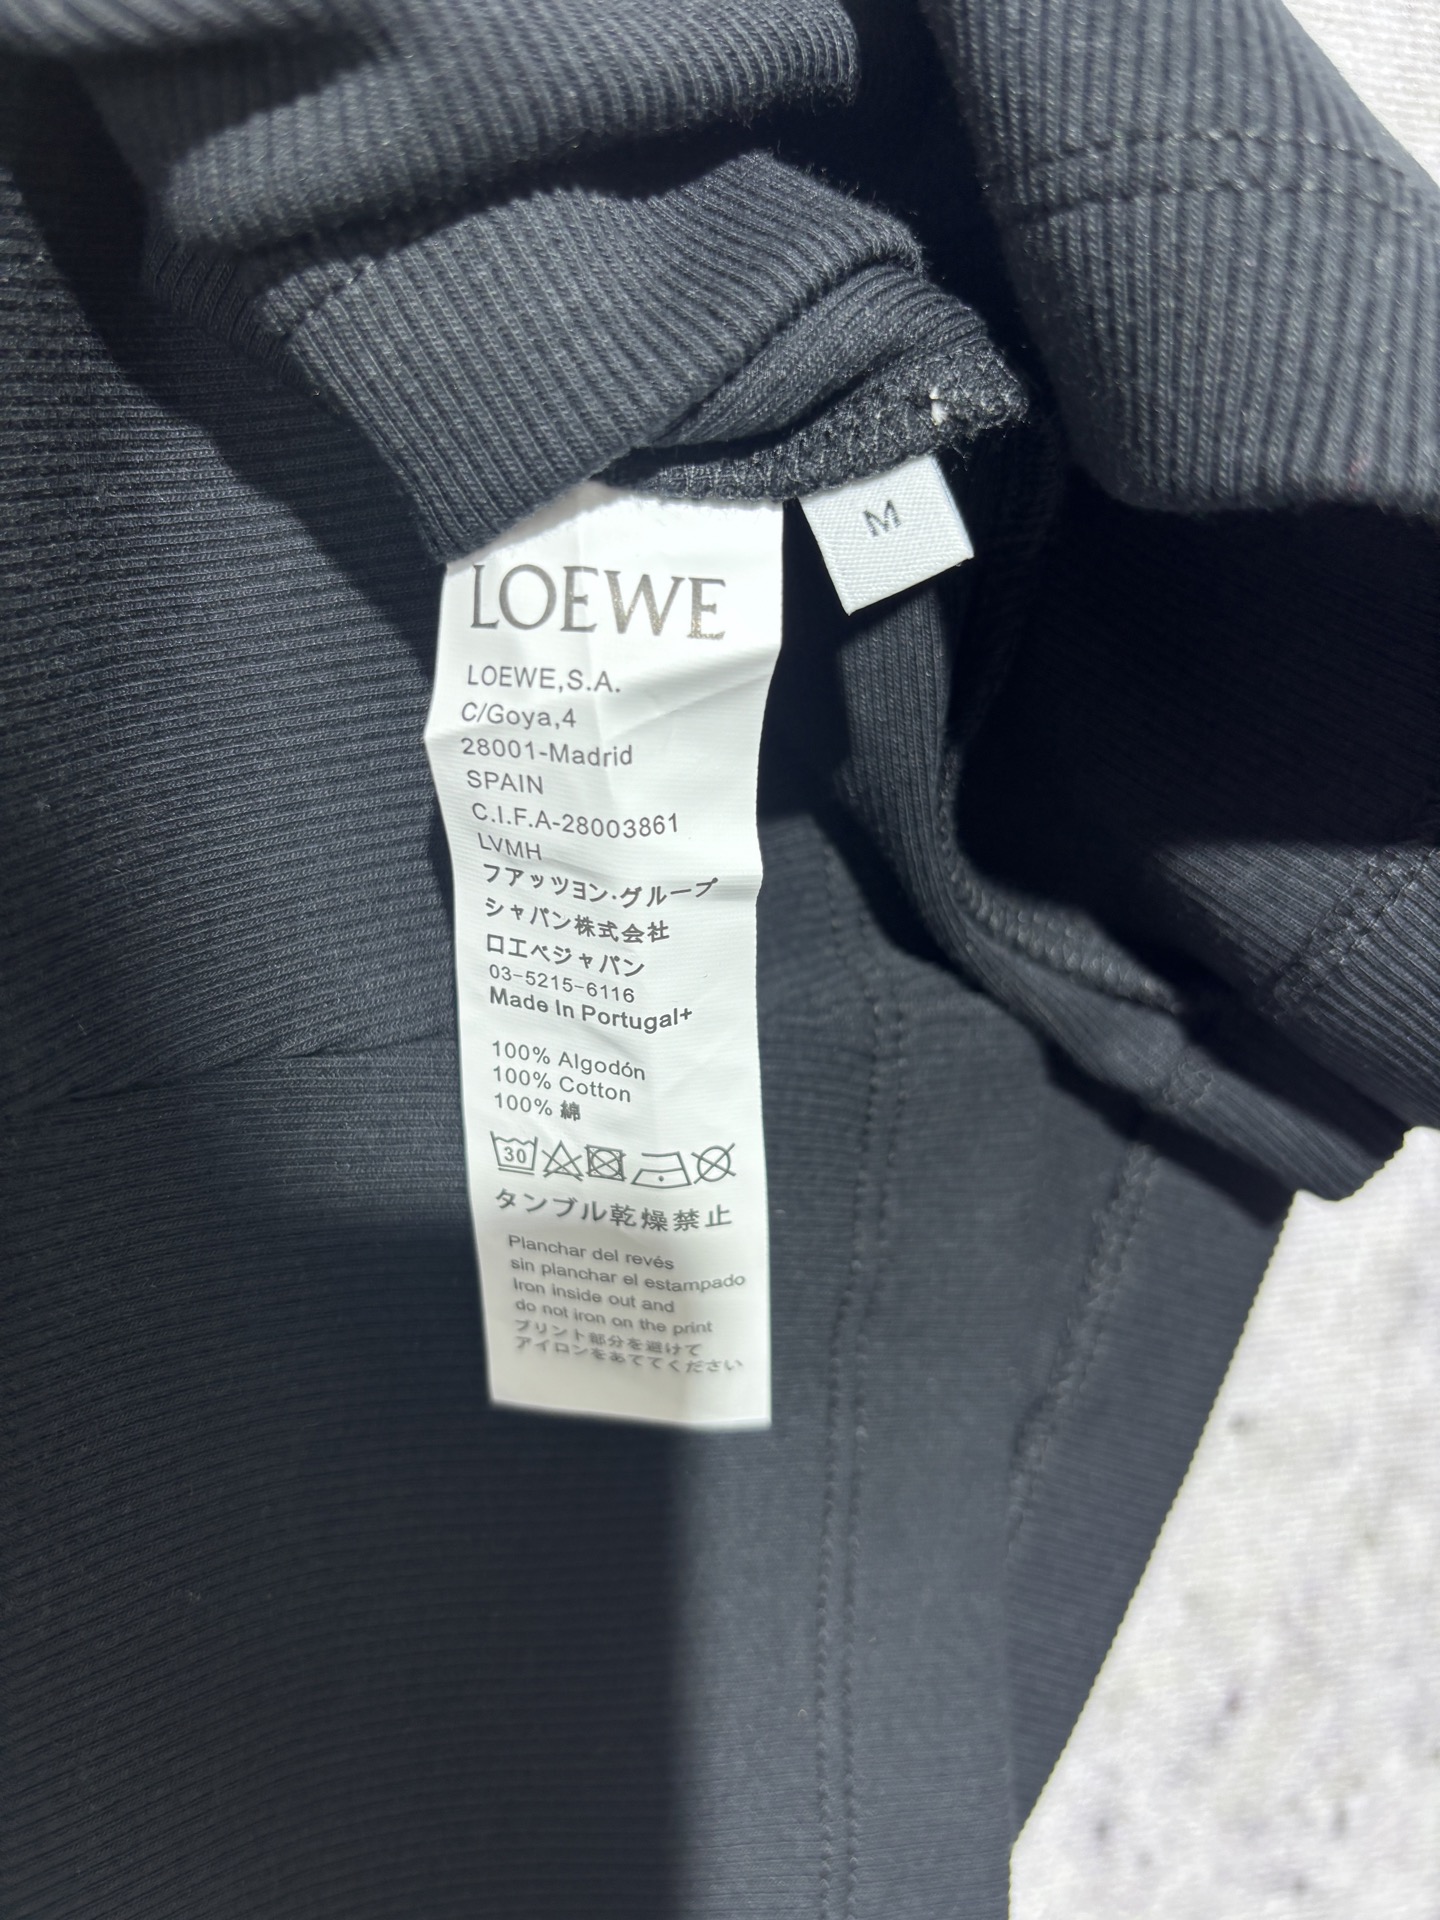 M
LOEWE
LOEWE,S.A.
C/Goya,4
28001-Madrid
SPAIN
C.I.F.A-28003861
LVMH
フアッツヨン·グループ
シャパン株式会社
口工ペジャパン
03-5215-6116
Made In Portugal+
100% Algodón
100% Cotton
100% 綿
30
タンブル乾燥禁止
Planchar del revés
sin planchar el estampado
Iron inside out and
do not iron on the print
プリント部分を避けて
アイロンをあててください